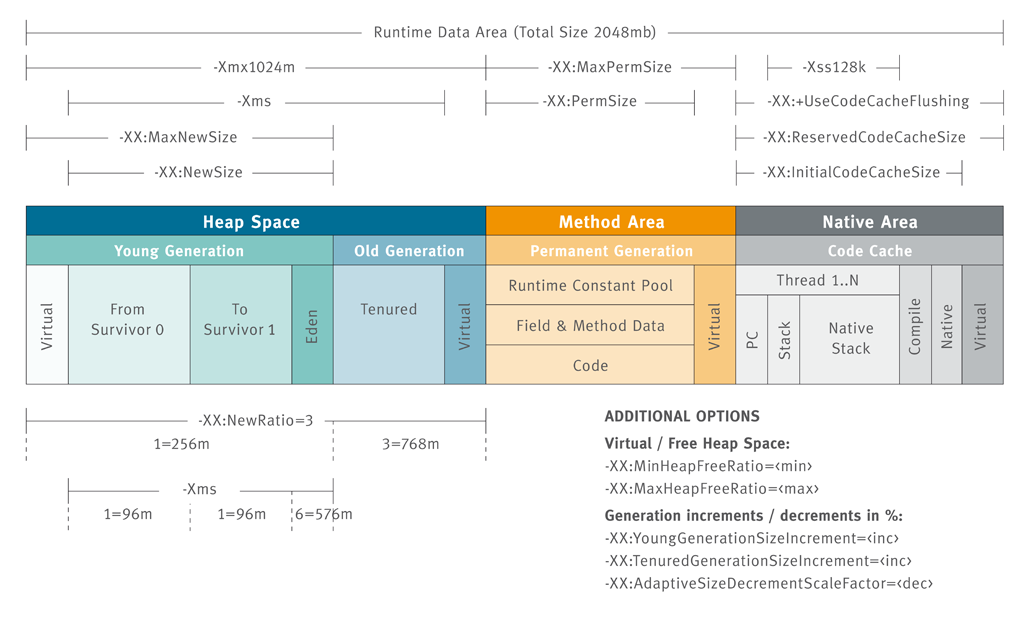 Runtime Data Area (Total Size 2048mb)
-Xmx1024m
-XX:MaxPermSize
-Xss128k
-Xms
-XX:PermSize
-XX:+UseCodeCacheFlushing
-XX:MaxNewSize
-XX:ReservedCodeCacheSize
-XX:NewSize
-XX:InitialCodeCacheSize
Heap Space
Method Area
Native Area
Young Generation
Old Generation
Permanent Generation
Code Cache
Virtual
From
Survivor 0
To
Survivor 1
Eden
Tenured
Virtual
Runtime Constant Pool
Field & Method Data
Code
Virtual
Thread 1..N
PC
Stack
Native
Stack
Compile
Native
Virtual
-XX:NewRatio=3
1=256m
3=768m
-Xms
1=96m
1=96m
6=576m
ADDITIONAL OPTIONS
Virtual / Free Heap Space:
-XX:MinHeapFreeRatio=<min>
-XX:MaxHeapFreeRatio=<max>
Generation increments / decrements in %:
-XX:YoungGenerationSizeIncrement=<inc>
-XX:TenuredGenerationSizeIncrement=<inc>
-XX:AdaptiveSizeDecrementScaleFactor=<dec>